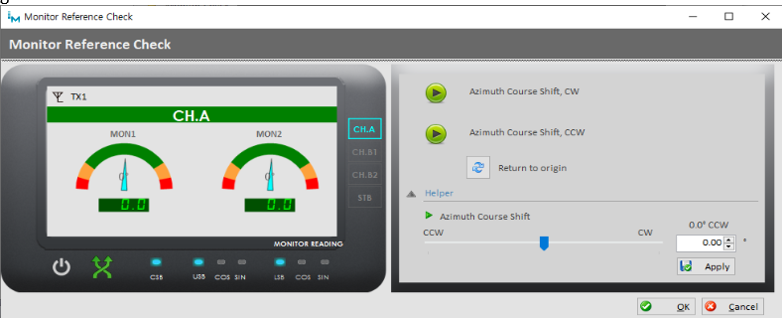 Monitor Reference Check
Monitor Reference Check
TX1
CH.A
MON1 MON2
0° 0°
0.0 0.0
MONITOR READING
CH.A
CH.B1
CH.B2
STB
CSB USB COS SIN LSB COS SIN
Azimuth Course Shift, CW
Azimuth Course Shift, CCW
Return to origin
Helper
Azimuth Course Shift
CCW CW
0.0° CCW
0.00 °
Apply
OK Cancel